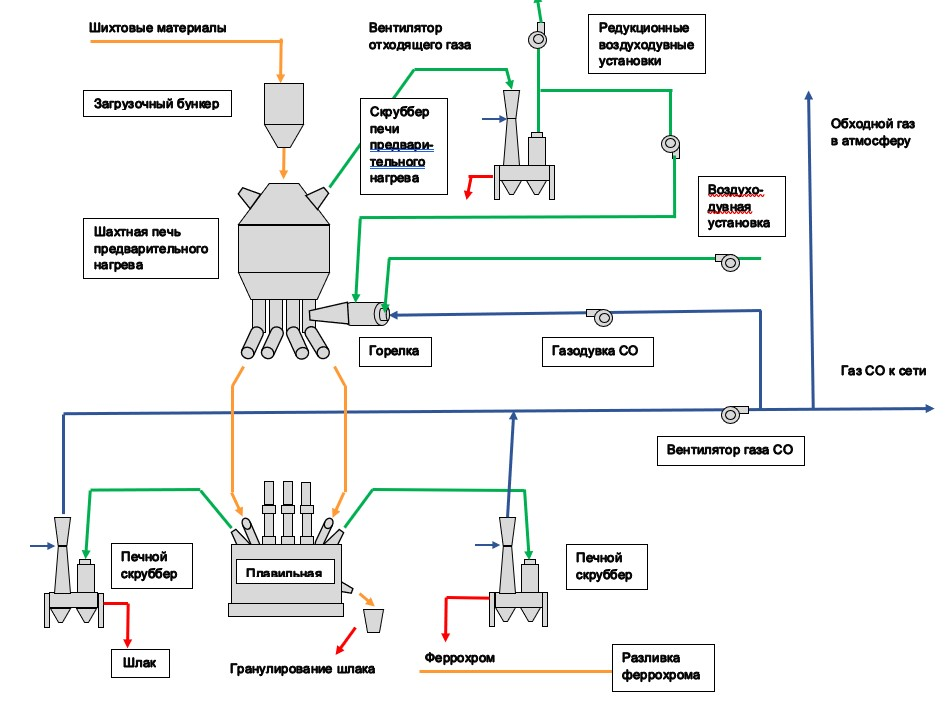 Шихтовые материалы
Вентилятор
отходящего газа
Редукционные
воздуходувные
установки
Загрузочный бункер
Скруббер
печи
предвари-
тельного
нагрева
Обходной газ
в атмосферу
Воздухо-
дувная
установка
Шахтная печь
предварительного
нагрева
Горелка
Газодувка СО
Газ СО к сети
Вентилятор газа СО
Печной
скруббер
Плавильная
Печной
скруббер
Шлак
Гранулирование шлака
Феррохром
Разливка
феррохрома